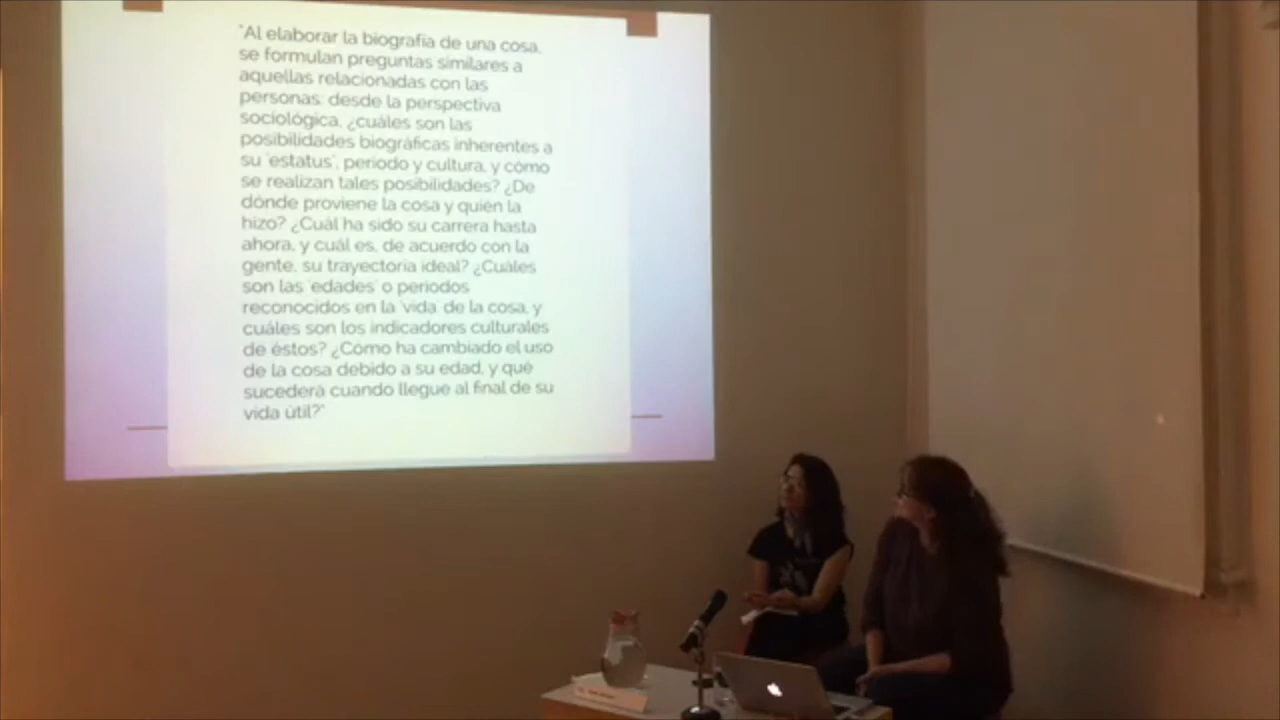 "Al elaborar la biografía de una cosa,
se formulan preguntas similares a
aquellas relacionadas con las
personas: desde la perspectiva
sociológica, ¿cuáles son las
posibilidades biográficas inherentes a
su 'estatus', periodo y cultura, y cómo
se realizan tales posibilidades? ¿De
dónde proviene la cosa y quién la
hizo? ¿Cuál ha sido su carrera hasta
ahora, y cuál es, de acuerdo con la
gente, su trayectoria ideal? ¿Cuáles
son las 'edades' o periodos
reconocidos en la 'vida' de la cosa, y
cuáles son los indicadores culturales
de éstos? ¿Cómo ha cambiado el uso
de la cosa debido a su edad, y qué
sucederá cuando llegue al final de su
vida útil?"